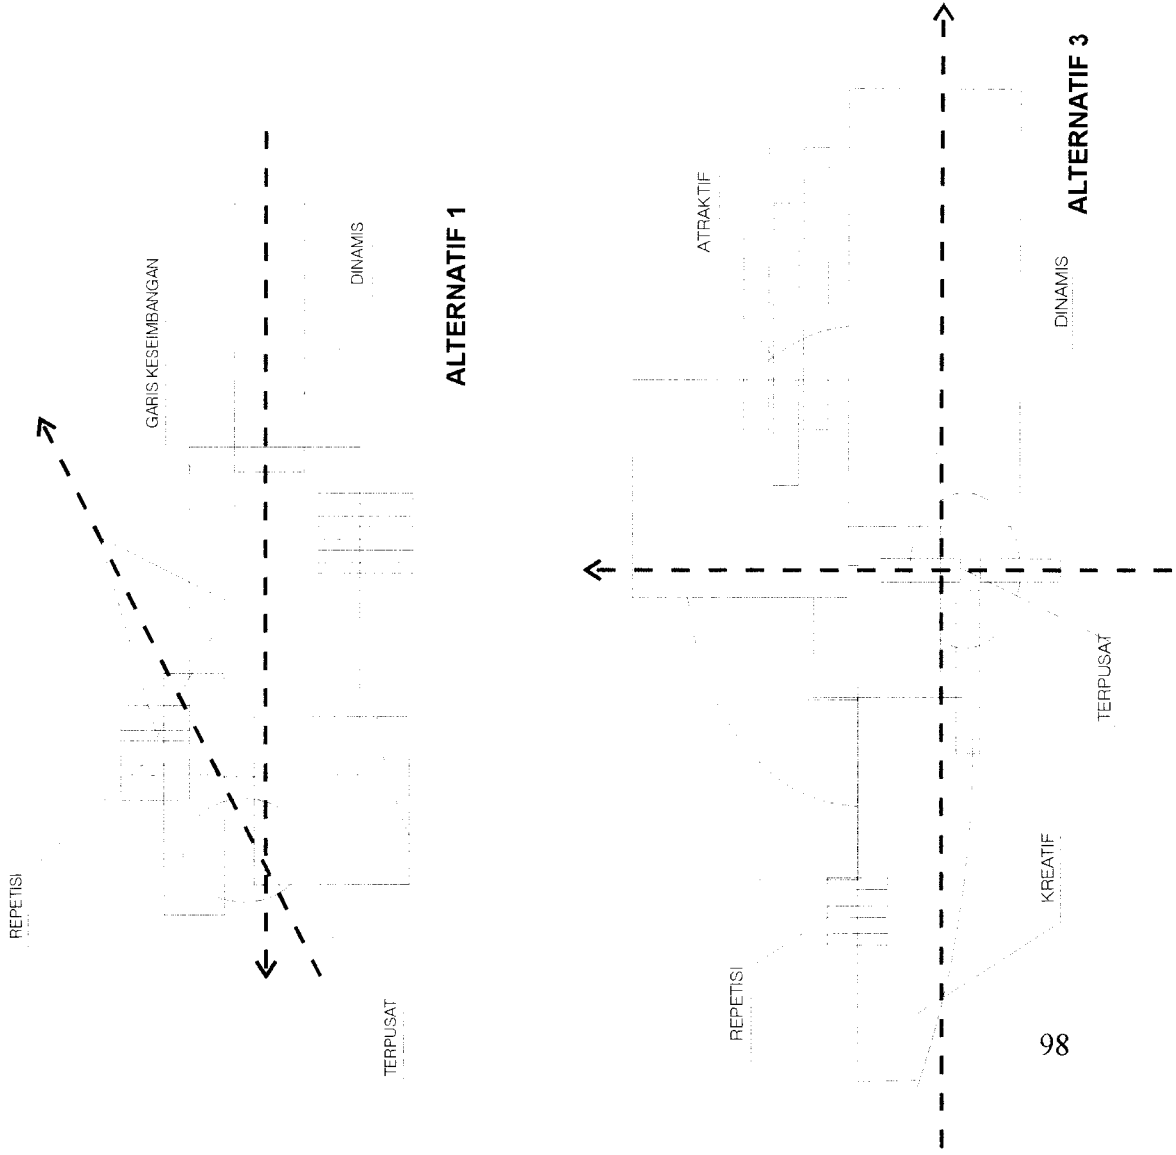 REPETISI
GARIS KESEIMBANGAN
DINAMIS
TERPUSAT
ALTERNATIF 1
ATRAKTIF
REPETISI
KREATIF
TERPUSAT
DINAMIS
ALTERNATIF 3
98